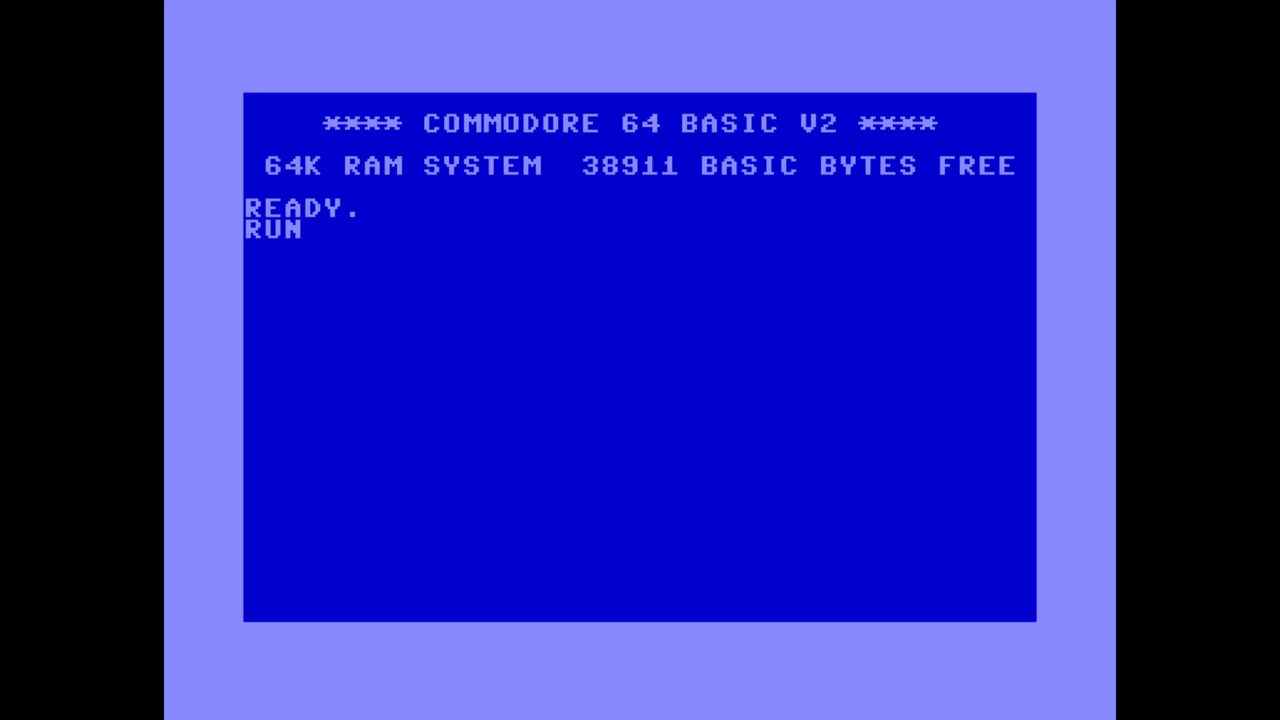 **** COMMODORE 64 BASIC V2 ****
64K RAM SYSTEM  38911 BASIC BYTES FREE
READY.
RUN